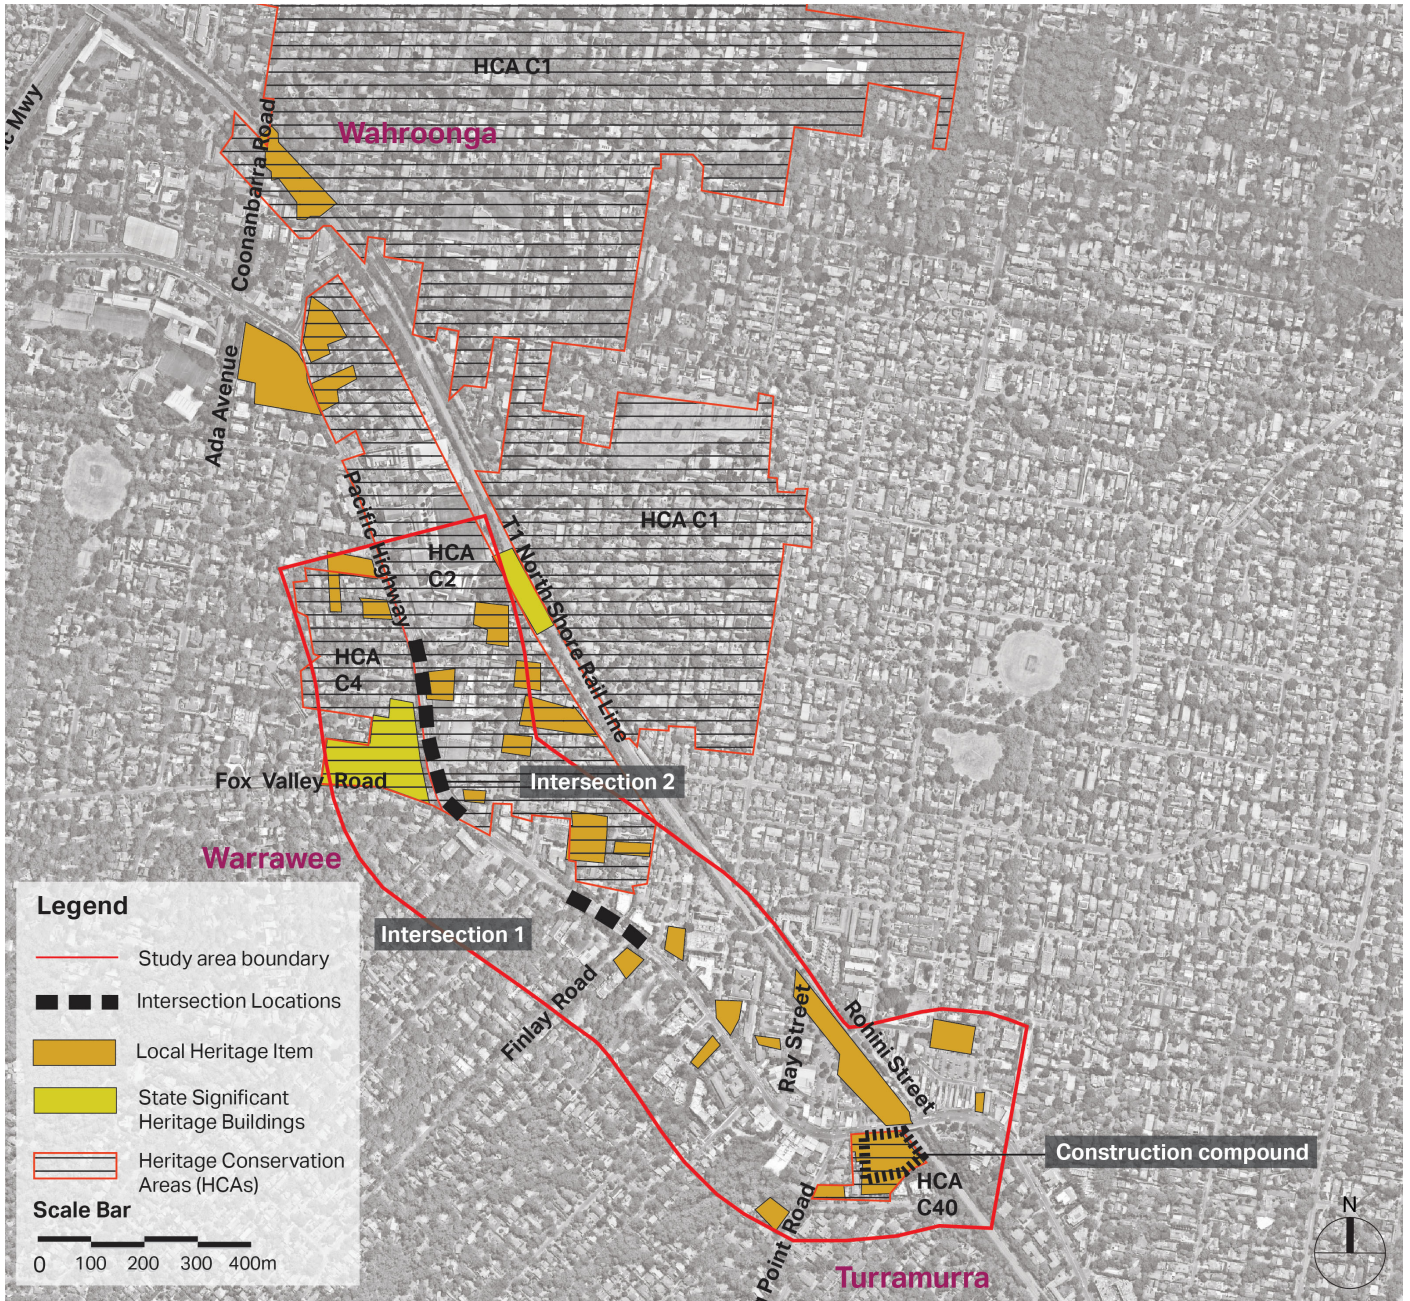 HCA C1
Wahroonga
Coonanbarra Road
Ada Avenue
Pacific Highway
T1 North Shore Rail Line
HCA C1
HCA
C2
HCA
C4
Fox Valley Road
Intersection 2
Warrawee
Intersection 1
Finlay Road
Ray Street
Rohini Street
Construction compound
HCA
C40
Point Road
Turramurra
N
Legend
Study area boundary
Intersection Locations
Local Heritage Item
State Significant
Heritage Buildings
Heritage Conservation
Areas (HCAs)
Scale Bar
0 100 200 300 400m